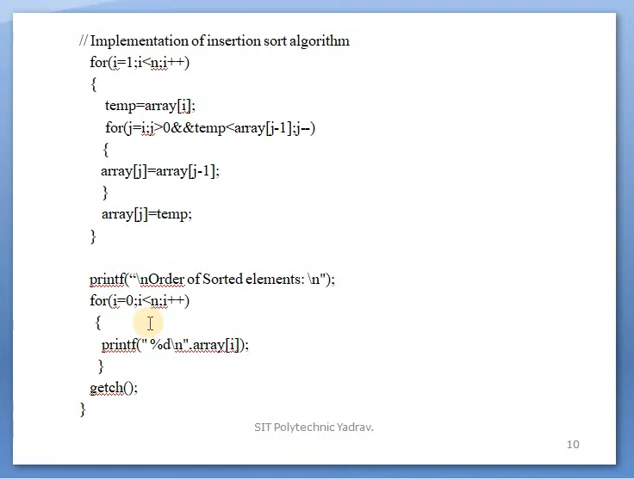 // Implementation of insertion sort algorithm
for(i=1;i<n;i++)
{
temp=array[i];
for(j=i;j>0&&temp<array[j-1];j--)
{
array[j]=array[j-1];
}
array[j]=temp;
}
printf(“\nOrder of Sorted elements: \n");
for(i=0;i<n;i++)
{
printf(" %d\n".array[i]);
}
getch();
}
SIT Polytechnic Yadrav.
10